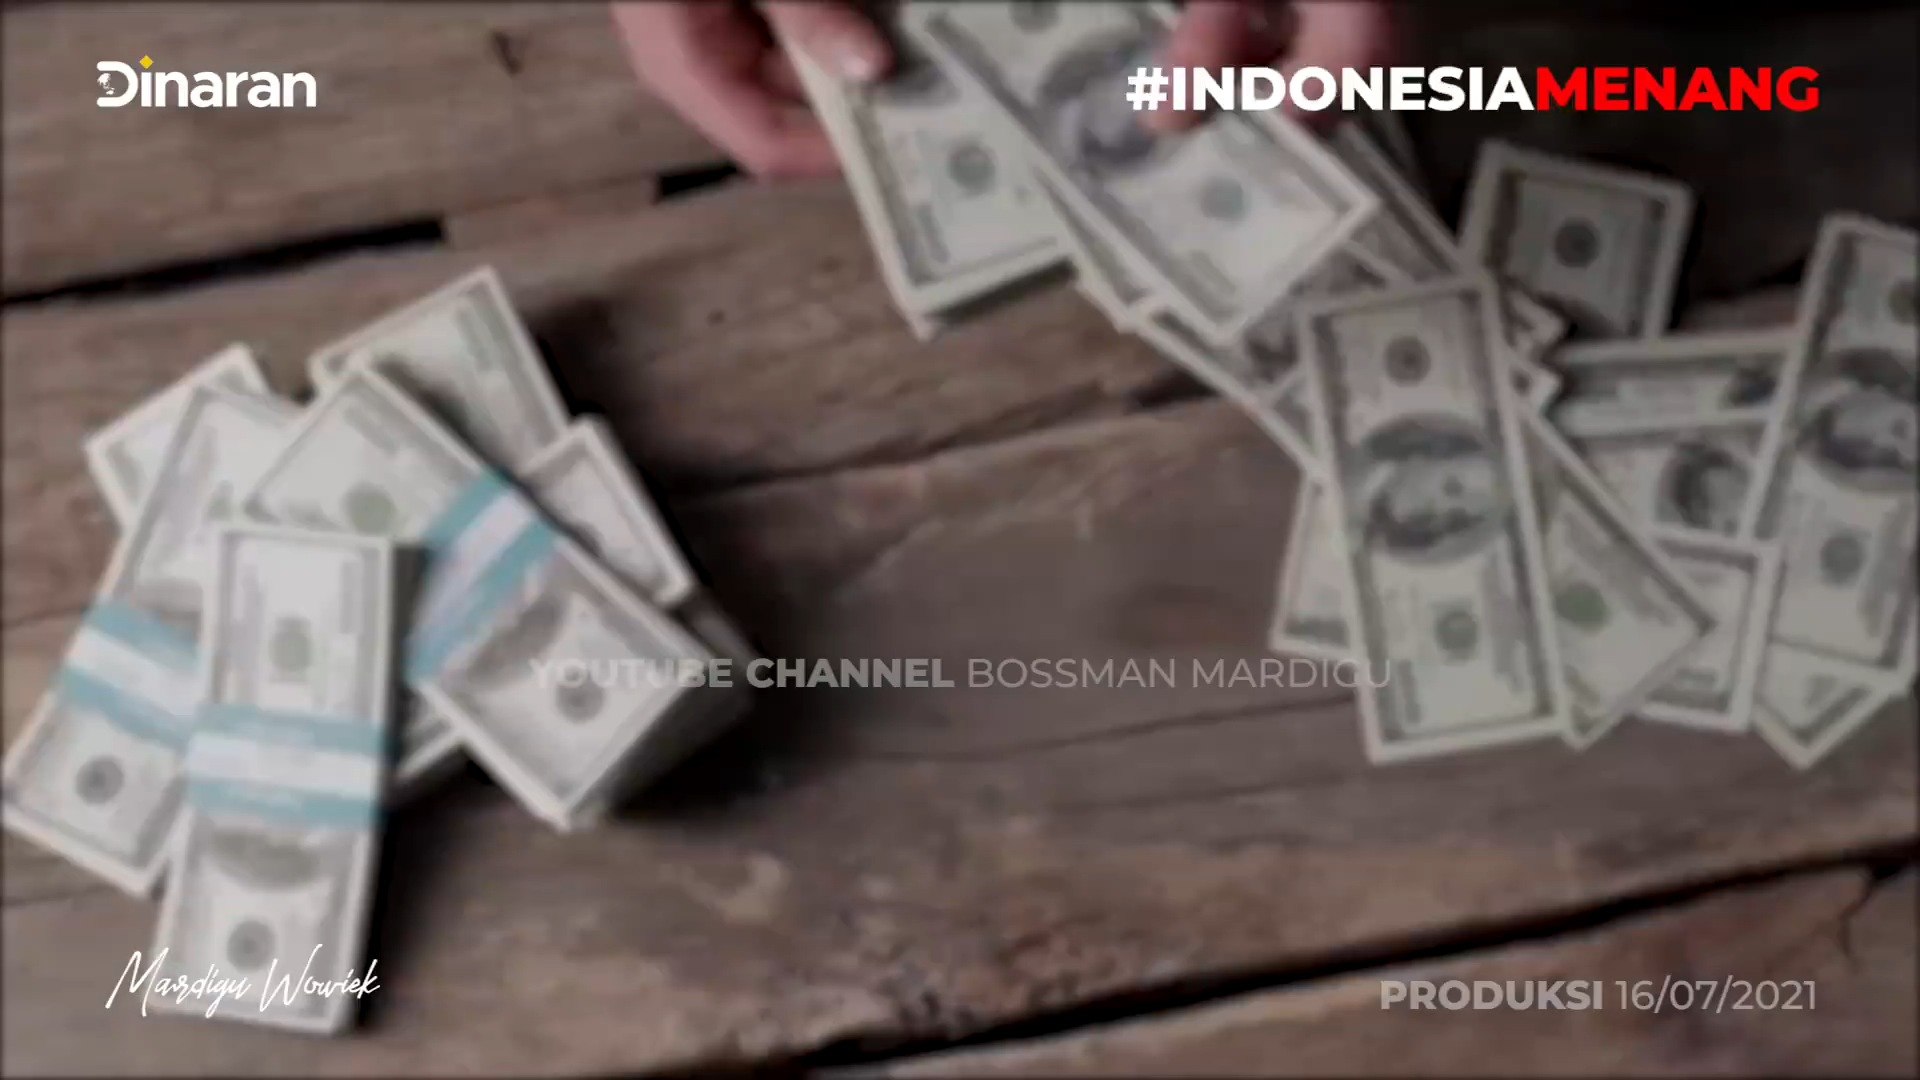 Dinaran
#INDONESIAMENANG
YOUTUBE CHANNEL BOSSMAN MARDIGU
Mardigu Wowiek
PRODUKSI 16/07/2021